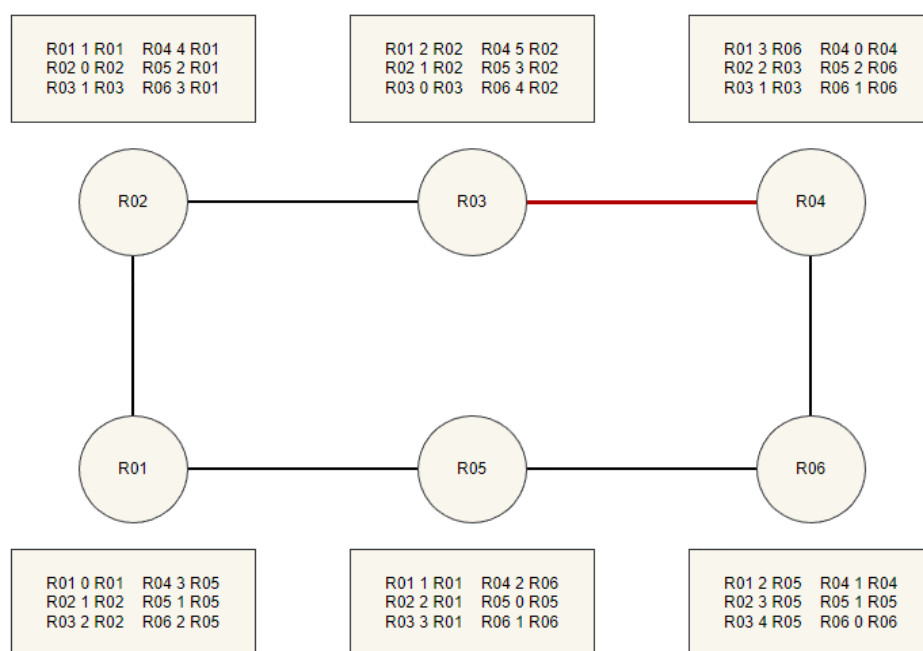 R01 1 R01 R04 4 R01
R02 0 R02 R05 2 R01
R03 1 R03 R06 3 R01
R01 2 R02 R04 5 R02
R02 1 R02 R05 3 R02
R03 0 R03 R06 4 R02
R01 3 R06 R04 0 R04
R02 2 R03 R05 2 R06
R03 1 R03 R06 1 R06
R02
R03
R04
R01
R05
R06
R01 0 R01 R04 3 R05
R02 1 R02 R05 1 R05
R03 2 R02 R06 2 R05
R01 1 R01 R04 2 R06
R02 2 R01 R05 0 R05
R03 3 R01 R06 1 R06
R01 2 R05 R04 1 R04
R02 3 R05 R05 1 R05
R03 4 R05 R06 0 R06